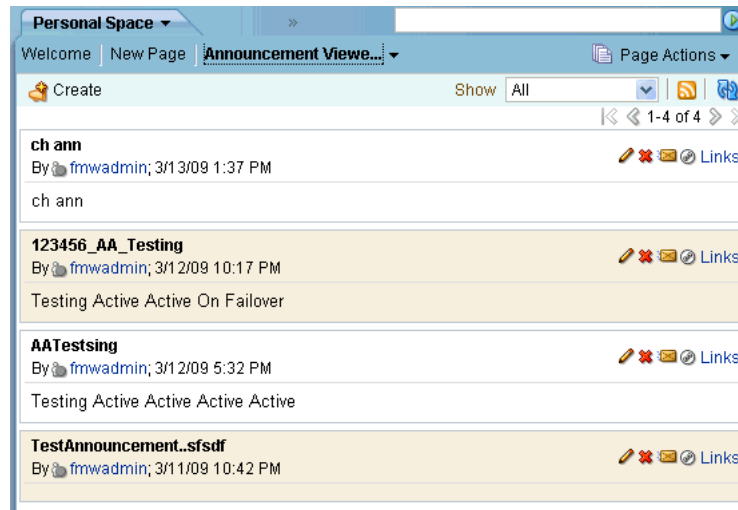 Personal Space
»
Welcome | New Page | Announcement Viewe...
Page Actions
Create
Show All
1-4 of 4
ch ann
By fmwadmin; 3/13/09 1:37 PM
Links
ch ann
123456_AA_Testing
By fmwadmin; 3/12/09 10:17 PM
Links
Testing Active Active On Failover
AATestsing
By fmwadmin; 3/12/09 5:32 PM
Links
Testing Active Active Active Active
TestAnnouncement..sfsdf
By fmwadmin; 3/11/09 10:42 PM
Links